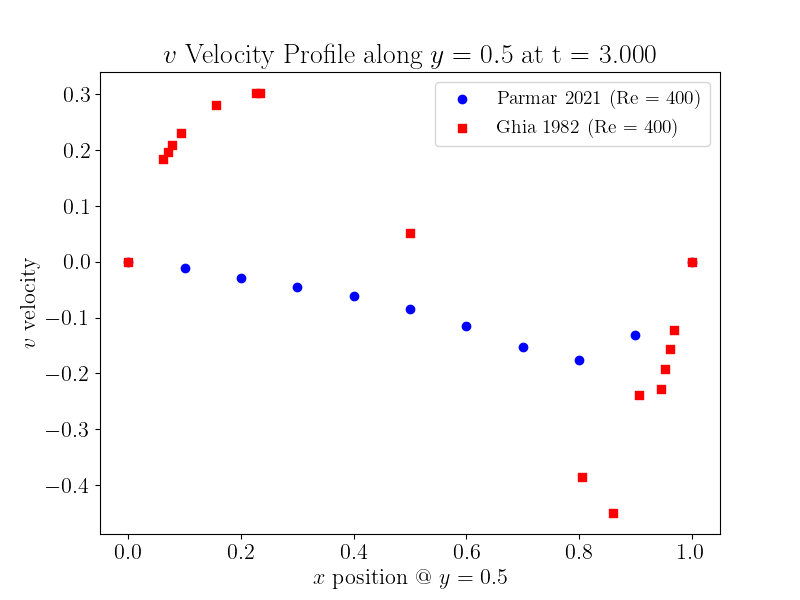 v Velocity Profile along y = 0.5 at t = 3.000
Parmar 2021 (Re = 400)
Ghia 1982 (Re = 400)
v velocity
0.3
0.2
0.1
0.0
−0.1
−0.2
−0.3
−0.4
0.0 0.2 0.4 0.6 0.8 1.0
x position @ y = 0.5